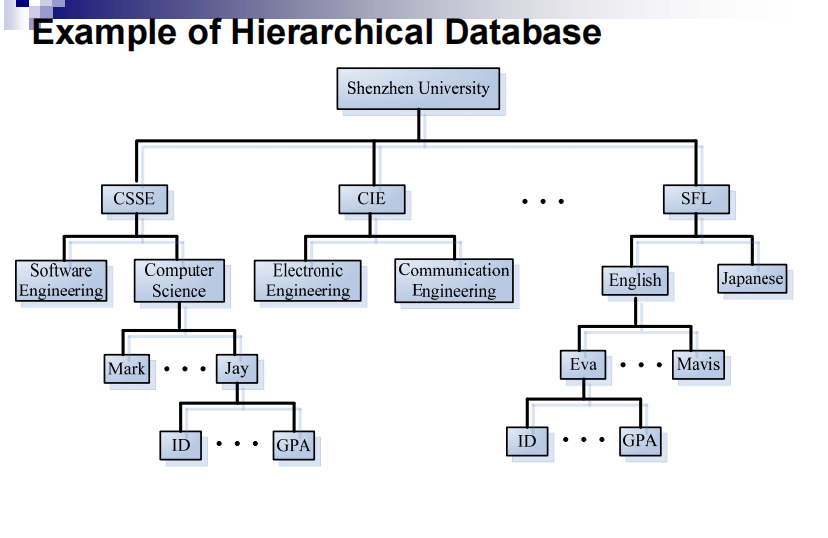 Example of Hierarchical Database
Shenzhen University
CSSE
CIE
• • •
SFL
Software
Engineering
Computer
Science
Electronic
Engineering
Communication
Engineering
English
Japanese
Mark
• • •
Jay
Eva
• • •
Mavis
ID
• • •
GPA
ID
• • •
GPA